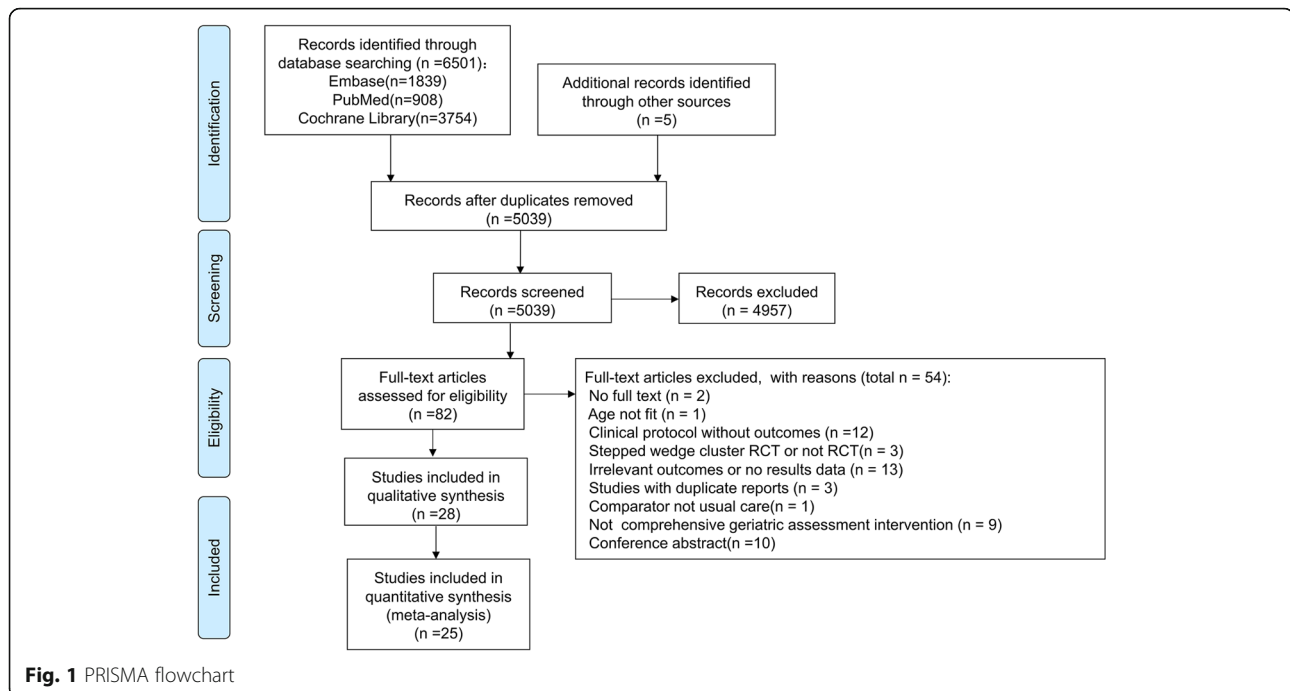 Identification
Records identified through
database searching (n =6501)：
Embase(n=1839)
PubMed(n=908)
Cochrane Library(n=3754)
Additional records identified
through other sources
(n =5)
Records after duplicates removed
(n =5039)
Screening
Records screened
(n =5039)
Records excluded
(n = 4957)
Eligibility
Full-text articles
assessed for eligibility
(n =82)
Full-text articles excluded, with reasons (total n = 54):
No full text (n = 2)
Age not fit (n = 1)
Clinical protocol without outcomes (n =12)
Stepped wedge cluster RCT or not RCT(n = 3)
Irrelevant outcomes or no results data (n = 13)
Studies with duplicate reports (n = 3)
Comparator not usual care(n = 1)
Not comprehensive geriatric assessment intervention (n = 9)
Conference abstract(n =10)
Studies included in
qualitative synthesis
(n =28)
Included
Studies included in
quantitative synthesis
(meta-analysis)
(n =25)
Fig. 1 PRISMA flowchart